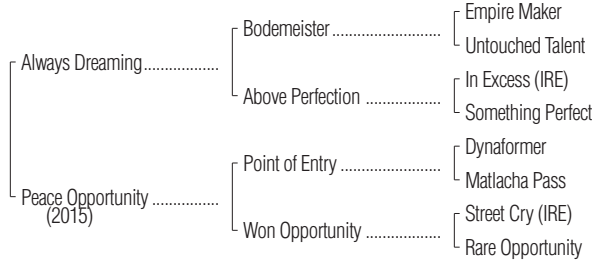 Empire Maker
Bodemeister
Untouched Talent
Always Dreaming
In Excess (IRE)
Above Perfection
Something Perfect
Dynaformer
Point of Entry
Matlacha Pass
Peace Opportunity
(2015)
Street Cry (IRE)
Won Opportunity
Rare Opportunity